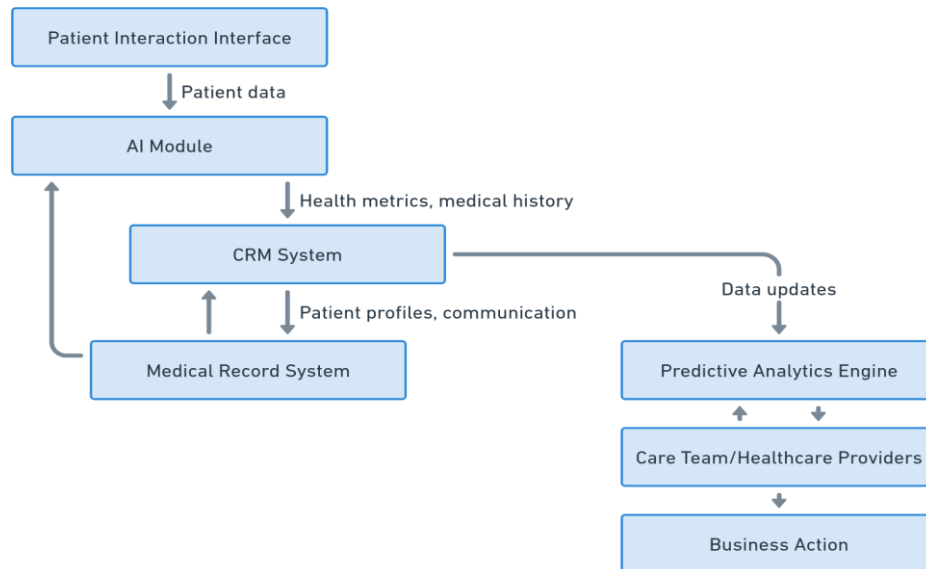 Patient Interaction Interface
Patient data
AI Module
Health metrics, medical history
CRM System
Data updates
Patient profiles, communication
Medical Record System
Predictive Analytics Engine
Care Team/Healthcare Providers
Business Action